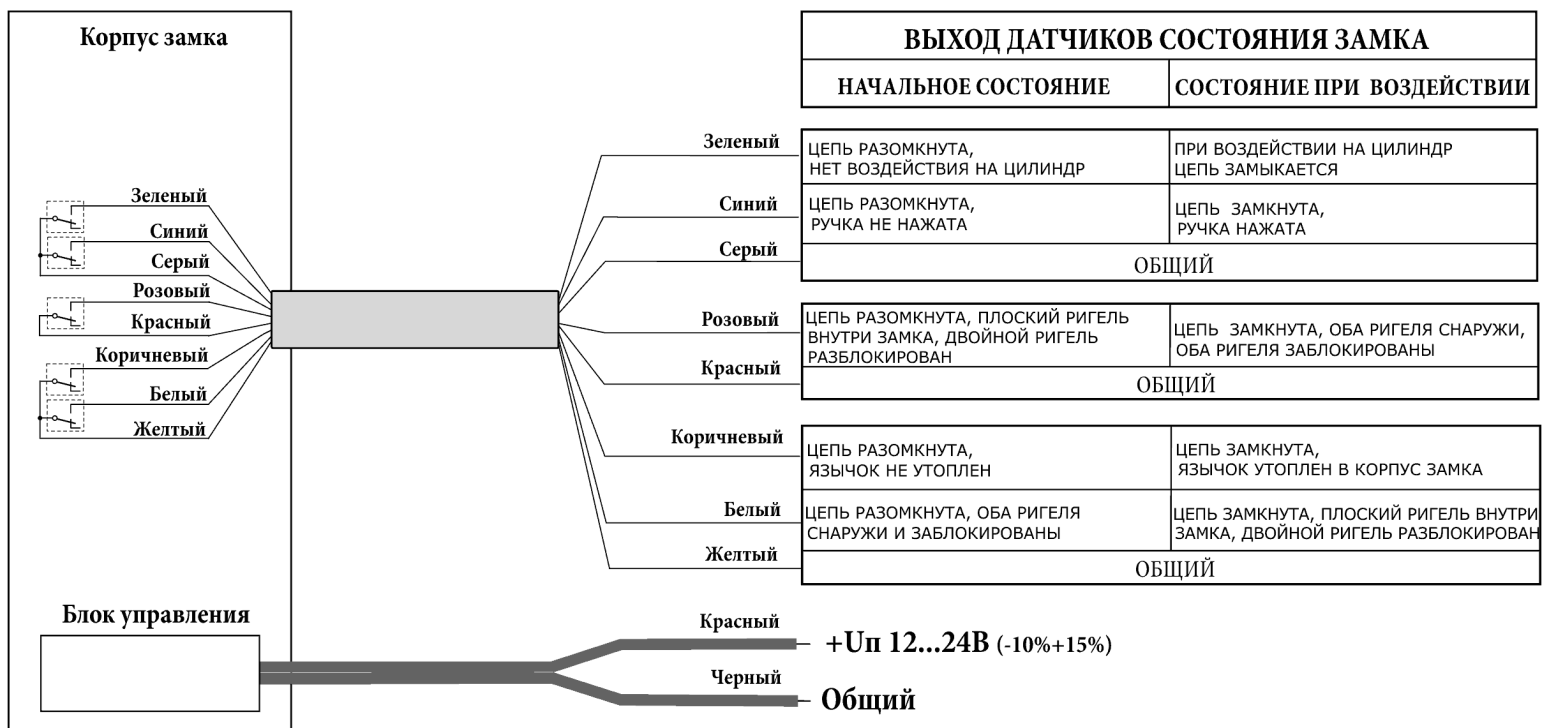 Корпус замка
ВЫХОД ДАТЧИКОВ СОСТОЯНИЯ ЗАМКА
НАЧАЛЬНОЕ СОСТОЯНИЕ
СОСТОЯНИЕ ПРИ ВОЗДЕЙСТВИИ
Зеленый
Синий
Серый
Розовый
Красный
Коричневый
Белый
Желтый
Зеленый
ЦЕПЬ РАЗОМКНУТА,
НЕТ ВОЗДЕЙСТВИЯ НА ЦИЛИНДР
ПРИ ВОЗДЕЙСТВИИ НА ЦИЛИНДР
ЦЕПЬ ЗАМЫКАЕТСЯ
Синий
ЦЕПЬ РАЗОМКНУТА,
РУЧКА НЕ НАЖАТА
ЦЕПЬ ЗАМКНУТА,
РУЧКА НАЖАТА
Серый
ОБЩИЙ
Розовый
ЦЕПЬ РАЗОМКНУТА, ПЛОСКИЙ РИГЕЛЬ
ВНУТРИ ЗАМКА, ДВОЙНОЙ РИГЕЛЬ
РАЗБЛОКИРОВАН
ЦЕПЬ ЗАМКНУТА, ОБА РИГЕЛЯ СНАРУЖИ,
ОБА РИГЕЛЯ ЗАБЛОКИРОВАНЫ
Красный
ОБЩИЙ
Коричневый
ЦЕПЬ РАЗОМКНУТА,
ЯЗЫЧОК НЕ УТОПЛЕН
ЦЕПЬ ЗАМКНУТА,
ЯЗЫЧОК УТОПЛЕН В КОРПУС ЗАМКА
Белый
ЦЕПЬ РАЗОМКНУТА, ОБА РИГЕЛЯ
СНАРУЖИ И ЗАБЛОКИРОВАНЫ
ЦЕПЬ ЗАМКНУТА, ПЛОСКИЙ РИГЕЛЬ ВНУТРИ
ЗАМКА, ДВОЙНОЙ РИГЕЛЬ РАЗБЛОКИРОВАН
Желтый
ОБЩИЙ
Блок управления
Красный
+Uп 12...24В (-10%+15%)
Черный
Общий